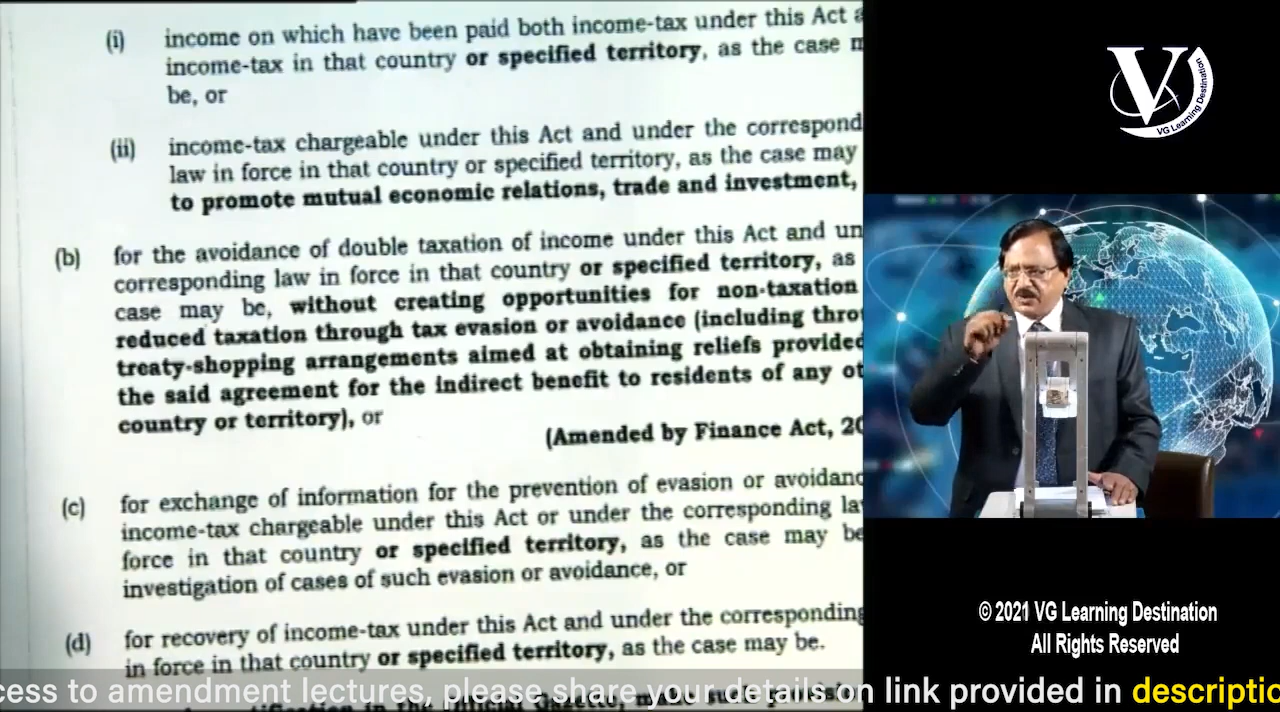 (i) income on which have been paid both income-tax under this Act
income-tax in that country or specified territory, as the case
be, or
(ii) income-tax chargeable under this Act and under the correspond
law in force in that country or specified territory, as the case may
to promote mutual economic relations, trade and investment,
(b) for the avoidance of double taxation of income under this Act and un
corresponding law in force in that country or specified territory, as
case may be, without creating opportunities for non-taxation
reduced taxation through tax evasion or avoidance (including thro
treaty-shopping arrangements aimed at obtaining reliefs provided
the said agreement for the indirect benefit to residents of any ot
country or territory), or
(Amended by Finance Act, 20
(c) for exchange of information for the prevention of evasion or avoidanc
income-tax chargeable under this Act or under the corresponding la
force in that country or specified territory, as the case may be
investigation of cases of such evasion or avoidance, or
(d) for recovery of income-tax under this Act and under the corresponding
in force in that country or specified territory, as the case may be.
cess to amendment lectures, please share your details on link provided in descriptio
V
VG Learning Destination
© 2021 VG Learning Destination
All Rights Reserved